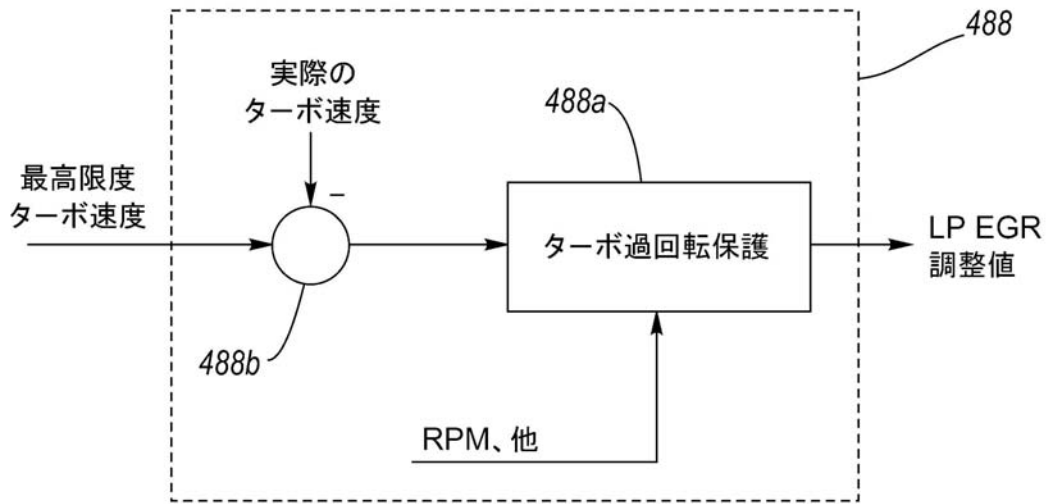 488
実際の
ターボ速度
488a
最高限度
ターボ速度
−
ターボ過回転保護
LP EGR
調整値
488b
RPM、他